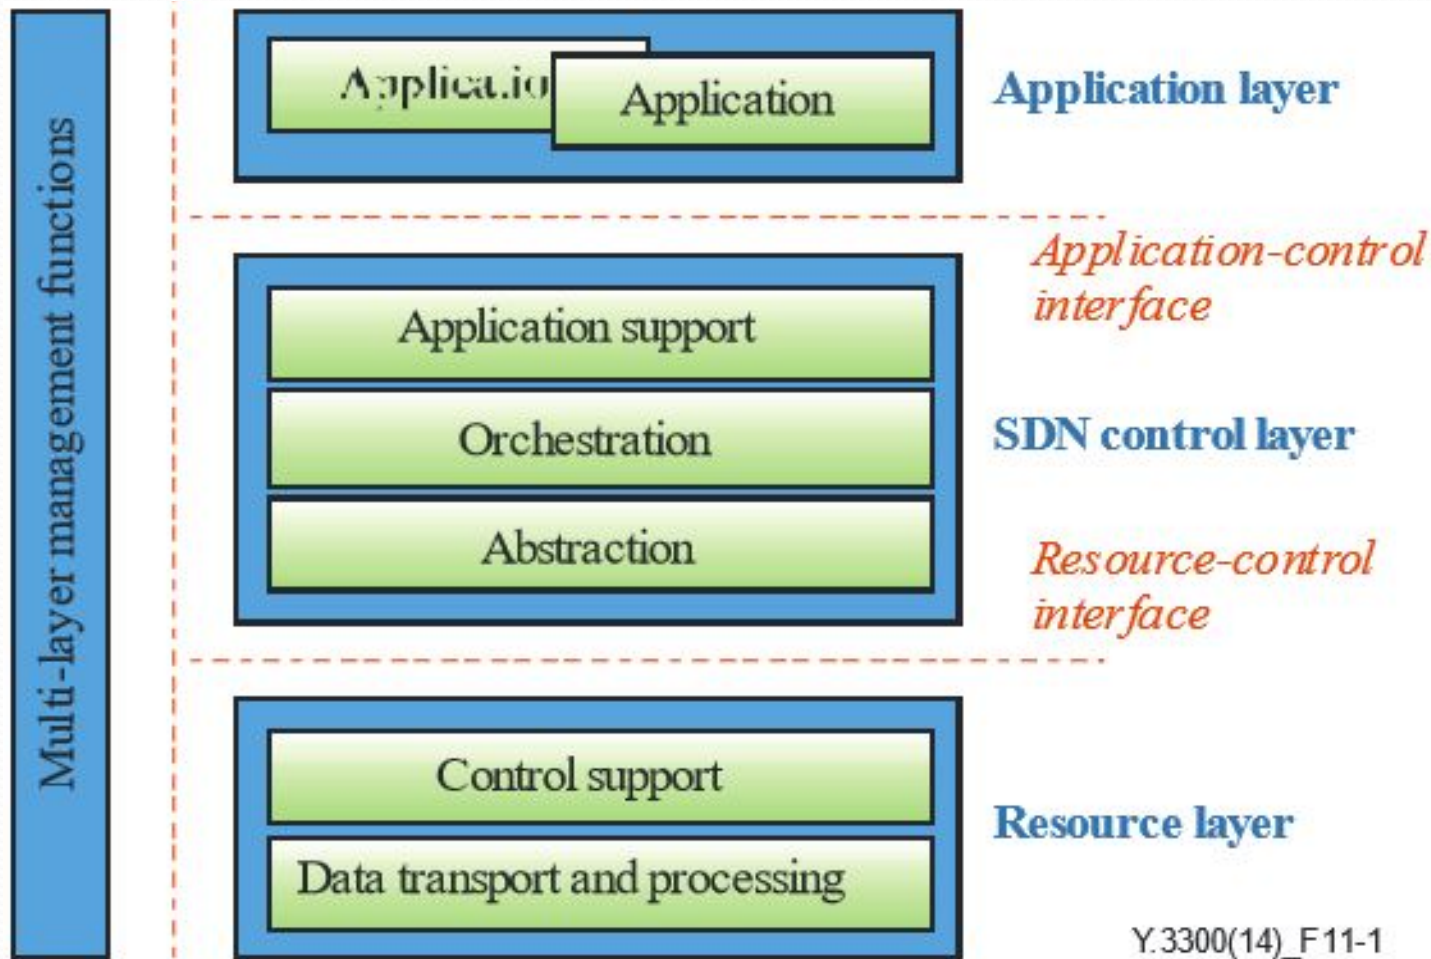 Multi-layer management functions
Application
Application layer
Application-control
interface
Application support
Orchestration
SDN control layer
Abstraction
Resource-control
interface
Control support
Resource layer
Data transport and processing
Y.3300(14)_F11-1